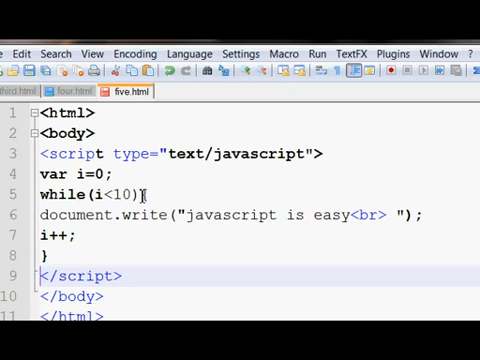 Edit Search View Encoding Language Settings Macro Run TextFX Plugins Window ?
third.html four.html five.html
1 <html>
2 <body>
3 <script type="text/javascript">
4 var i=0;
5 while(i<10){
6 document.write("javascript is easy<br> ");
7 i++;
8 }
9 </script>
10 </body>
11 </html>